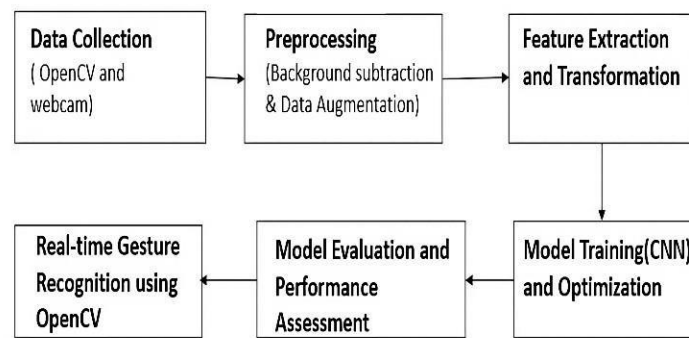 Data Collection
( OpenCV and
webcam)
Preprocessing
(Background subtraction
& Data Augmentation)
Feature Extraction
and Transformation
Model Training(CNN)
and Optimization
Model Evaluation and
Performance
Assessment
Real-time Gesture
Recognition using
OpenCV